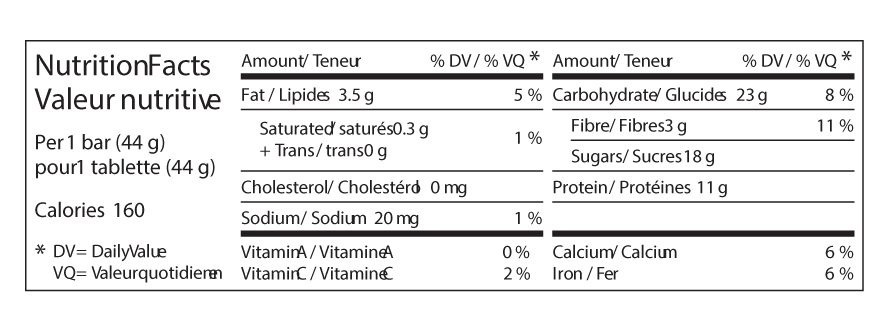 NutritionFacts
Valeur nutritive
Per 1 bar (44 g)
pour1 tablette (44 g)
Calories 160
* DV= DailyValue
VQ= Valeurquotidienne
Amount/ Teneur % DV / % VQ *
Fat / Lipides 3.5 g 5 %
Saturated/ saturés0.3 g
+ Trans / trans0 g 1 %
Cholesterol/ Cholestérol 0 mg
Sodium/ Sodium 20 mg 1 %
VitaminA / VitamineA 0 %
VitaminC / VitamineC 2 %
Amount/ Teneur % DV / % VQ *
Carbohydrate/ Glucides 23 g 8 %
Fibre/ Fibres3 g 11 %
Sugars/ Sucres18 g
Protein/ Protéines 11 g
Calcium/ Calcium 6 %
Iron / Fer 6 %